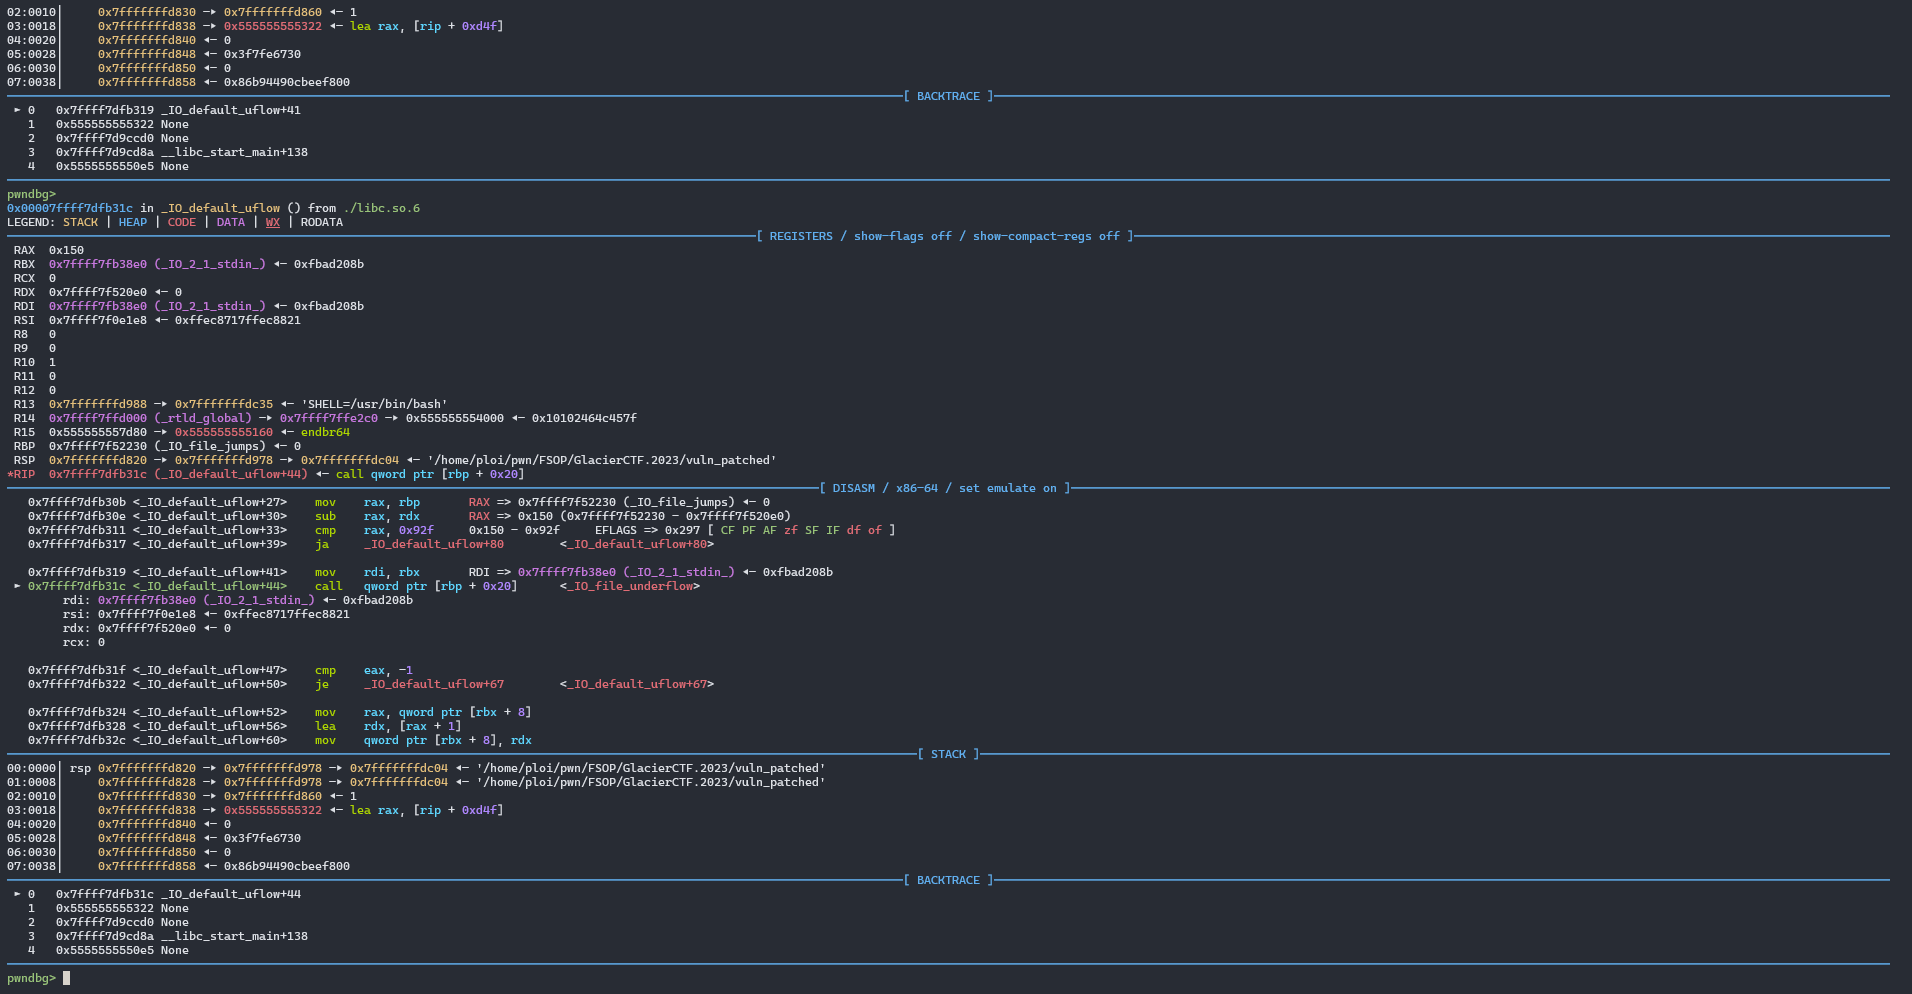 02:0010│     0x7fffffffd830 —▸ 0x7fffffffd860 ◂— 1
03:0018│     0x7fffffffd838 —▸ 0x555555555322 ◂— lea rax, [rip + 0xd4f]
04:0020│     0x7fffffffd840 ◂— 0
05:0028│     0x7fffffffd848 ◂— 0x3f7fe6730
06:0030│     0x7fffffffd850 ◂— 0
07:0038│     0x7fffffffd858 ◂— 0x86b94490cbeef800
[ BACKTRACE ]
 ► 0   0x7ffff7dfb319 _IO_default_uflow+41
   1   0x555555555322 None
   2   0x7ffff7d9ccd0 None
   3   0x7ffff7d9cd8a __libc_start_main+138
   4   0x5555555550e5 None
pwndbg>
0x00007ffff7dfb31c in _IO_default_uflow () from ./libc.so.6
LEGEND: STACK | HEAP | CODE | DATA | WX | RODATA
[ REGISTERS / show-flags off / show-compact-regs off ]
 RAX  0x150
 RBX  0x7ffff7fb38e0 (_IO_2_1_stdin_) ◂— 0xfbad208b
 RCX  0
 RDX  0x7ffff7f520e0 ◂— 0
 RDI  0x7ffff7fb38e0 (_IO_2_1_stdin_) ◂— 0xfbad208b
 RSI  0x7ffff7f0e1e8 ◂— 0xffec8717ffec8821
 R8   0
 R9   0
 R10  1
 R11  0
 R12  0
 R13  0x7fffffffd988 —▸ 0x7fffffffdc35 ◂— 'SHELL=/usr/bin/bash'
 R14  0x7ffff7ffd000 (_rtld_global) —▸ 0x7ffff7ffe2c0 —▸ 0x555555554000 ◂— 0x10102464c457f
 R15  0x555555557d80 —▸ 0x555555555160 ◂— endbr64
 RBP  0x7ffff7f52230 (_IO_file_jumps) ◂— 0
 RSP  0x7fffffffd820 —▸ 0x7fffffffd978 —▸ 0x7fffffffdc04 ◂— '/home/ploi/pwn/FSOP/GlacierCTF.2023/vuln_patched'
*RIP  0x7ffff7dfb31c (_IO_default_uflow+44) ◂— call qword ptr [rbp + 0x20]
[ DISASM / x86-64 / set emulate on ]
   0x7ffff7dfb30b <_IO_default_uflow+27>    mov    rax, rbp       RAX => 0x7ffff7f52230 (_IO_file_jumps) ◂— 0
   0x7ffff7dfb30e <_IO_default_uflow+30>    sub    rax, rdx       RAX => 0x150 (0x7ffff7f52230 - 0x7ffff7f520e0)
   0x7ffff7dfb311 <_IO_default_uflow+33>    cmp    rax, 0x92f     0x150 - 0x92f     EFLAGS => 0x297 [ CF PF AF zf SF IF df of ]
   0x7ffff7dfb317 <_IO_default_uflow+39>    ja     _IO_default_uflow+80        <_IO_default_uflow+80>
   0x7ffff7dfb319 <_IO_default_uflow+41>    mov    rdi, rbx       RDI => 0x7ffff7fb38e0 (_IO_2_1_stdin_) ◂— 0xfbad208b
 ► 0x7ffff7dfb31c <_IO_default_uflow+44>    call   qword ptr [rbp + 0x20]      <_IO_file_underflow>
        rdi: 0x7ffff7fb38e0 (_IO_2_1_stdin_) ◂— 0xfbad208b
        rsi: 0x7ffff7f0e1e8 ◂— 0xffec8717ffec8821
        rdx: 0x7ffff7f520e0 ◂— 0
        rcx: 0
   0x7ffff7dfb31f <_IO_default_uflow+47>    cmp    eax, -1
   0x7ffff7dfb322 <_IO_default_uflow+50>    je     _IO_default_uflow+67        <_IO_default_uflow+67>
   0x7ffff7dfb324 <_IO_default_uflow+52>    mov    rax, qword ptr [rbx + 8]
   0x7ffff7dfb328 <_IO_default_uflow+56>    lea    rdx, [rax + 1]
   0x7ffff7dfb32c <_IO_default_uflow+60>    mov    qword ptr [rbx + 8], rdx
[ STACK ]
00:0000│ rsp 0x7fffffffd820 —▸ 0x7fffffffd978 —▸ 0x7fffffffdc04 ◂— '/home/ploi/pwn/FSOP/GlacierCTF.2023/vuln_patched'
01:0008│     0x7fffffffd828 —▸ 0x7fffffffd978 —▸ 0x7fffffffdc04 ◂— '/home/ploi/pwn/FSOP/GlacierCTF.2023/vuln_patched'
02:0010│     0x7fffffffd830 —▸ 0x7fffffffd860 ◂— 1
03:0018│     0x7fffffffd838 —▸ 0x555555555322 ◂— lea rax, [rip + 0xd4f]
04:0020│     0x7fffffffd840 ◂— 0
05:0028│     0x7fffffffd848 ◂— 0x3f7fe6730
06:0030│     0x7fffffffd850 ◂— 0
07:0038│     0x7fffffffd858 ◂— 0x86b94490cbeef800
[ BACKTRACE ]
 ► 0   0x7ffff7dfb31c _IO_default_uflow+44
   1   0x555555555322 None
   2   0x7ffff7d9ccd0 None
   3   0x7ffff7d9cd8a __libc_start_main+138
   4   0x5555555550e5 None
pwndbg>